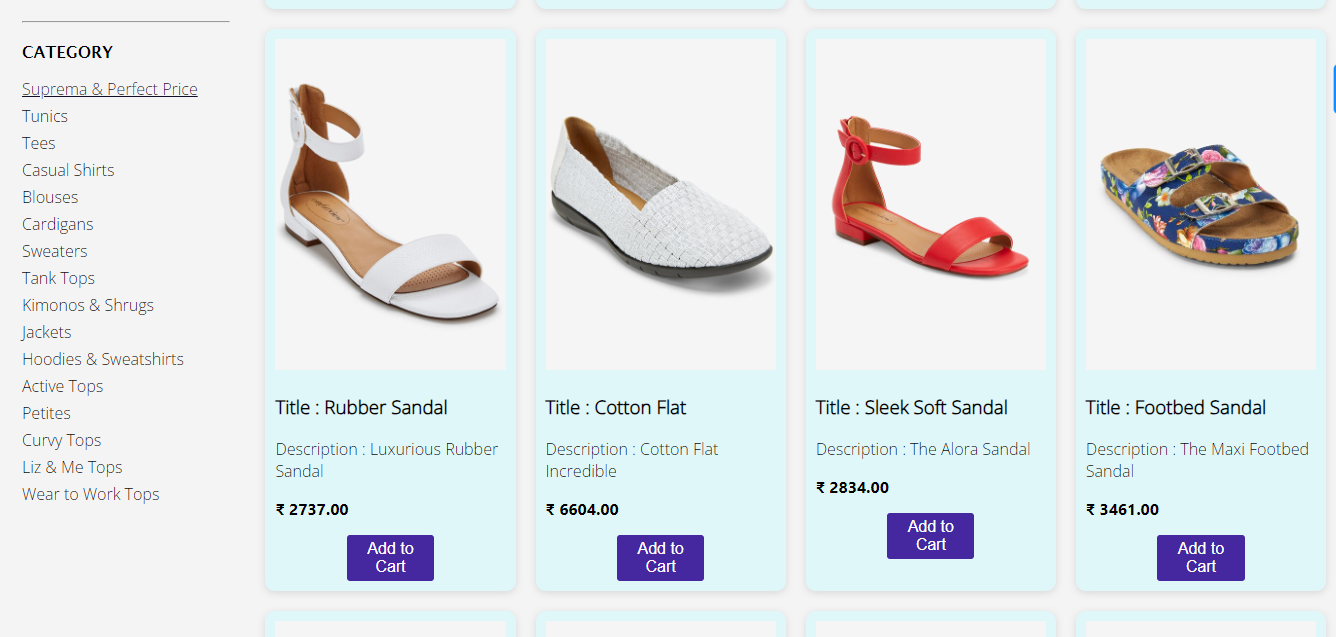 CATEGORY
Suprema & Perfect Price
Tunics
Tees
Casual Shirts
Blouses
Cardigans
Sweaters
Tank Tops
Kimonos & Shrugs
Jackets
Hoodies & Sweatshirts
Active Tops
Petites
Curvy Tops
Liz & Me Tops
Wear to Work Tops
Title : Rubber Sandal
Description : Luxurious Rubber
Sandal
₹ 2737.00
Add to
Cart
Title : Cotton Flat
Description : Cotton Flat
Incredible
₹ 6604.00
Add to
Cart
Title : Sleek Soft Sandal
Description : The Alora Sandal
₹ 2834.00
Add to
Cart
Title : Footbed Sandal
Description : The Maxi Footbed
Sandal
₹ 3461.00
Add to
Cart